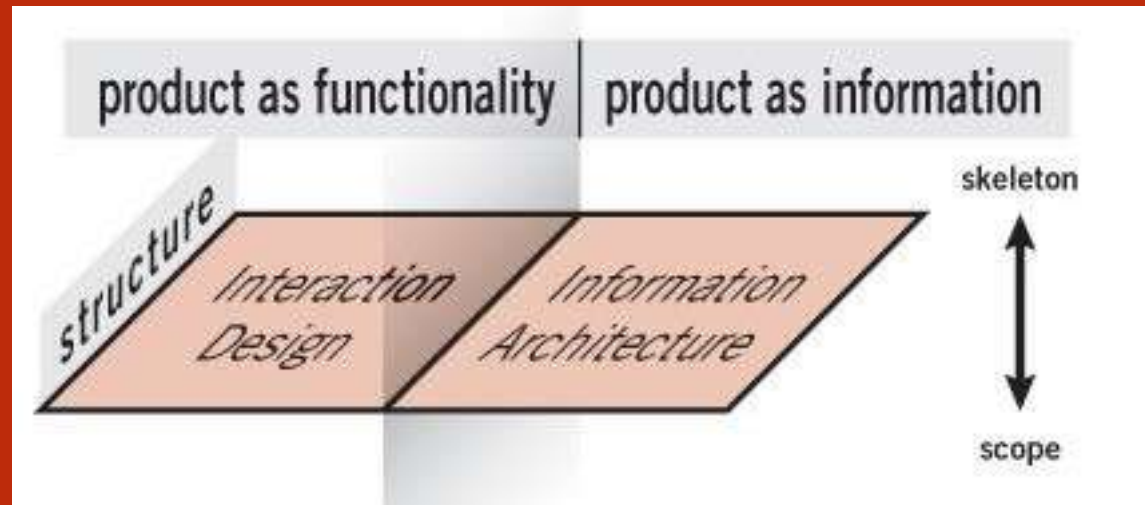 product as functionality
product as information
skeleton
structure
Interaction
Design
Information
Architecture
scope